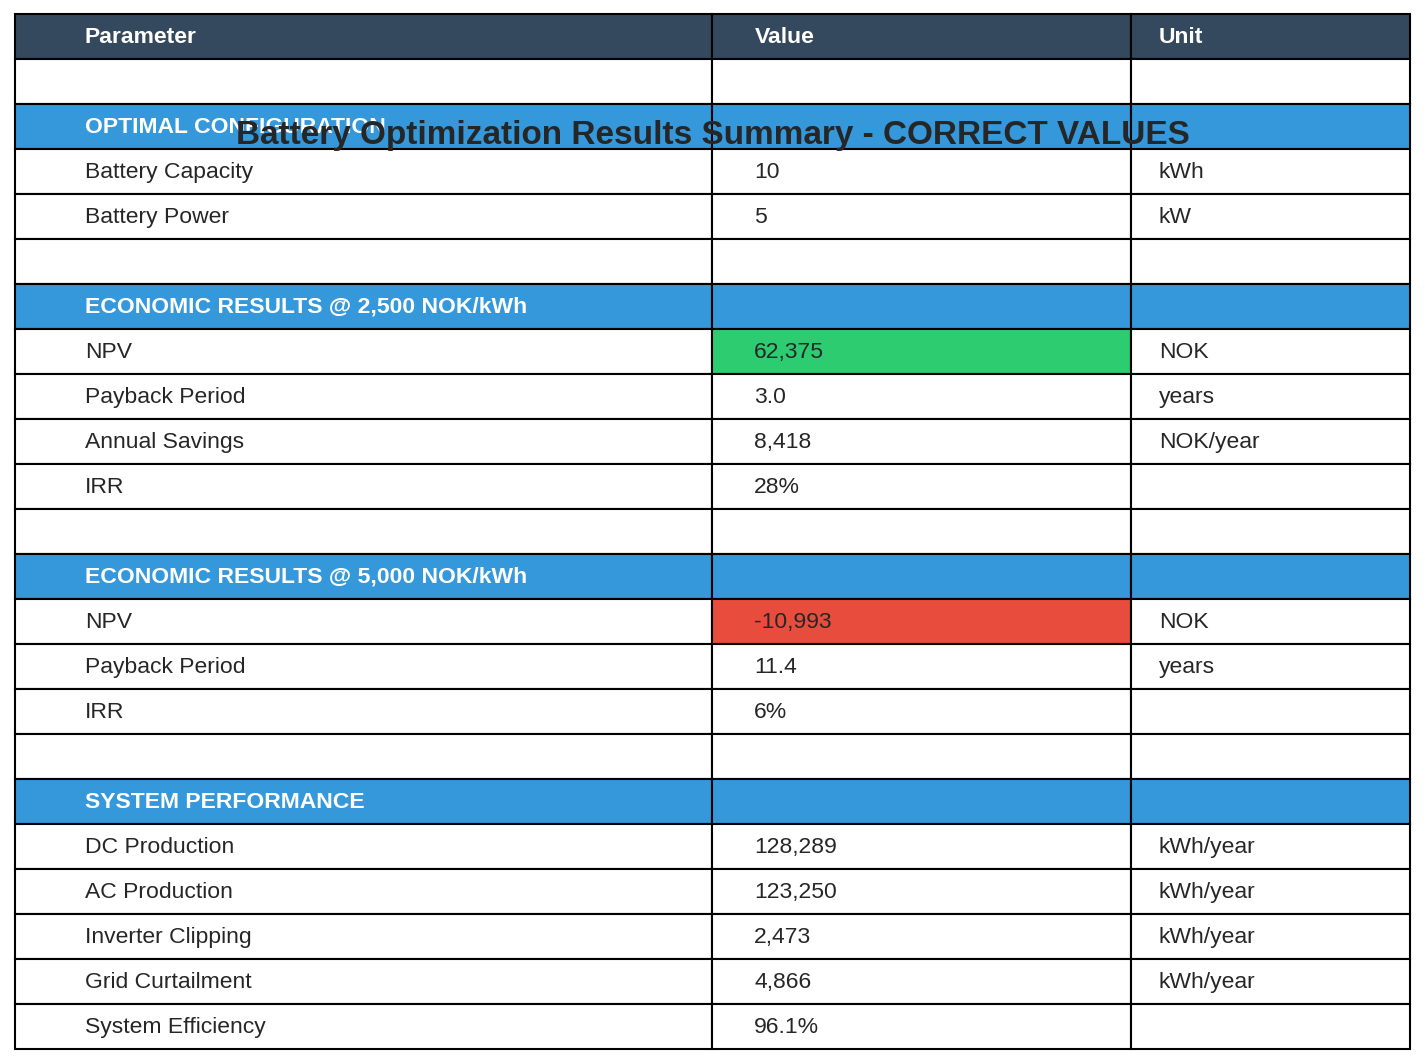 Parameter Value Unit
OPTIMAL CONFIGURATION
Battery Optimization Results Summary - CORRECT VALUES
Battery Capacity 10 kWh
Battery Power 5 kW
ECONOMIC RESULTS @ 2,500 NOK/kWh
NPV 62,375 NOK
Payback Period 3.0 years
Annual Savings 8,418 NOK/year
IRR 28%
ECONOMIC RESULTS @ 5,000 NOK/kWh
NPV -10,993 NOK
Payback Period 11.4 years
IRR 6%
SYSTEM PERFORMANCE
DC Production 128,289 kWh/year
AC Production 123,250 kWh/year
Inverter Clipping 2,473 kWh/year
Grid Curtailment 4,866 kWh/year
System Efficiency 96.1%